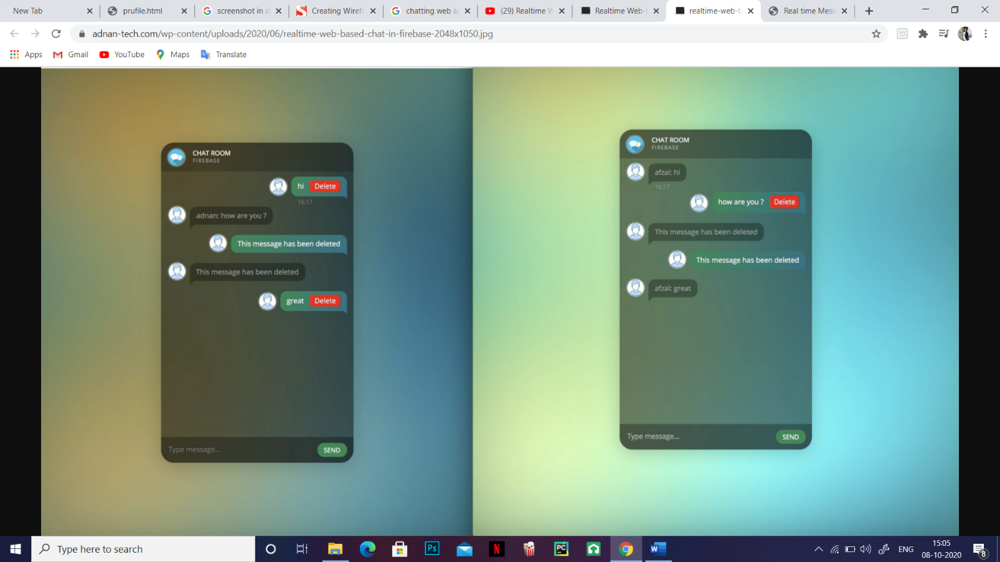 New Tab
prufile.html
screenshot in d
Creating Wirefr
chatting web ap
(29) Realtime W
Realtime Web-b
realtime-web-b
Real time Mess
adnan-tech.com/wp-content/uploads/2020/06/realtime-web-based-chat-in-firebase-2048x1050.jpg
Apps
Gmail
YouTube
Maps
Translate
CHAT ROOM
FIREBASE
hi Delete
16:17
adnan: how are you ?
This message has been deleted
This message has been deleted
great Delete
Type message...
SEND
CHAT ROOM
FIREBASE
afzal: hi
16:17
how are you ? Delete
This message has been deleted
This message has been deleted
afzal: great
Type message...
SEND
Type here to search
Ps
N
PC
W
ENG
15:05
08-10-2020
8